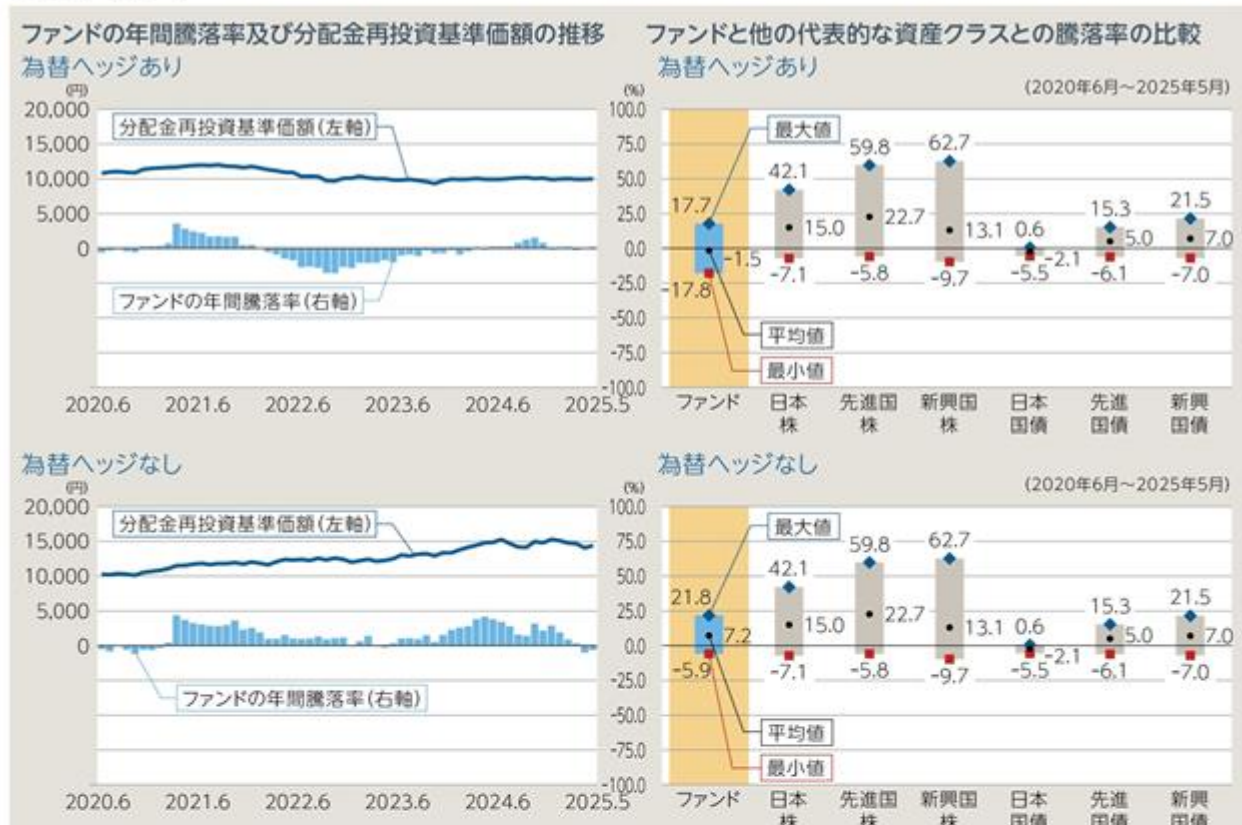 ファンドの年間騰落率及び分配金再投資基準価額の推移
為替ヘッジあり
(円)
(%)
20,000
15,000
10,000
5,000
0
100.0
75.0
50.0
25.0
0.0
-25.0
-50.0
-75.0
-100.0
分配金再投資基準価額(左軸)
ファンドの年間騰落率(右軸)
2020.6 2021.6 2022.6 2023.6 2024.6 2025.5
ファンドと他の代表的な資産クラスとの騰落率の比較
為替ヘッジあり
(2020年6月~2025年5月)
最大値
平均値
最小値
17.7 42.1 59.8 62.7 0.6 15.3 21.5
-1.5 15.0 22.7 13.1 -2.1 5.0 7.0
-17.8 -7.1 -5.8 -9.7 -5.5 -6.1 -7.0
ファンド 日本 先進国 新興国 日本 先進 新興
株 株 株 国債 国債 国債
為替ヘッジなし
(円)
(%)
20,000
15,000
10,000
5,000
0
100.0
75.0
50.0
25.0
0.0
-25.0
-50.0
-75.0
-100.0
分配金再投資基準価額(左軸)
ファンドの年間騰落率(右軸)
2020.6 2021.6 2022.6 2023.6 2024.6 2025.5
為替ヘッジなし
(2020年6月~2025年5月)
最大値
平均値
最小値
21.8 42.1 59.8 62.7 0.6 15.3 21.5
7.2 15.0 22.7 13.1 -2.1 5.0 7.0
-5.9 -7.1 -5.8 -9.7 -5.5 -6.1 -7.0
ファンド 日本 先進国 新興国 日本 先進 新興
株 株 株 国債 国債 国債